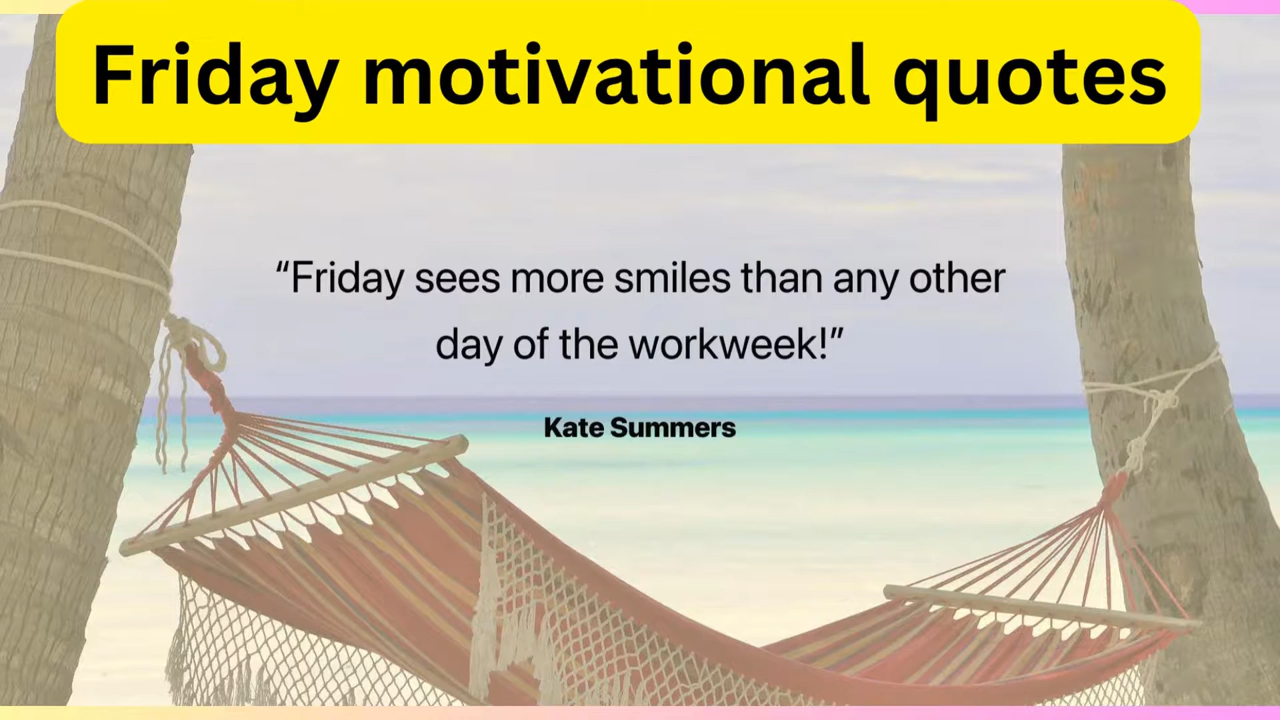 Friday motivational quotes
“Friday sees more smiles than any other
day of the workweek!”
Kate Summers